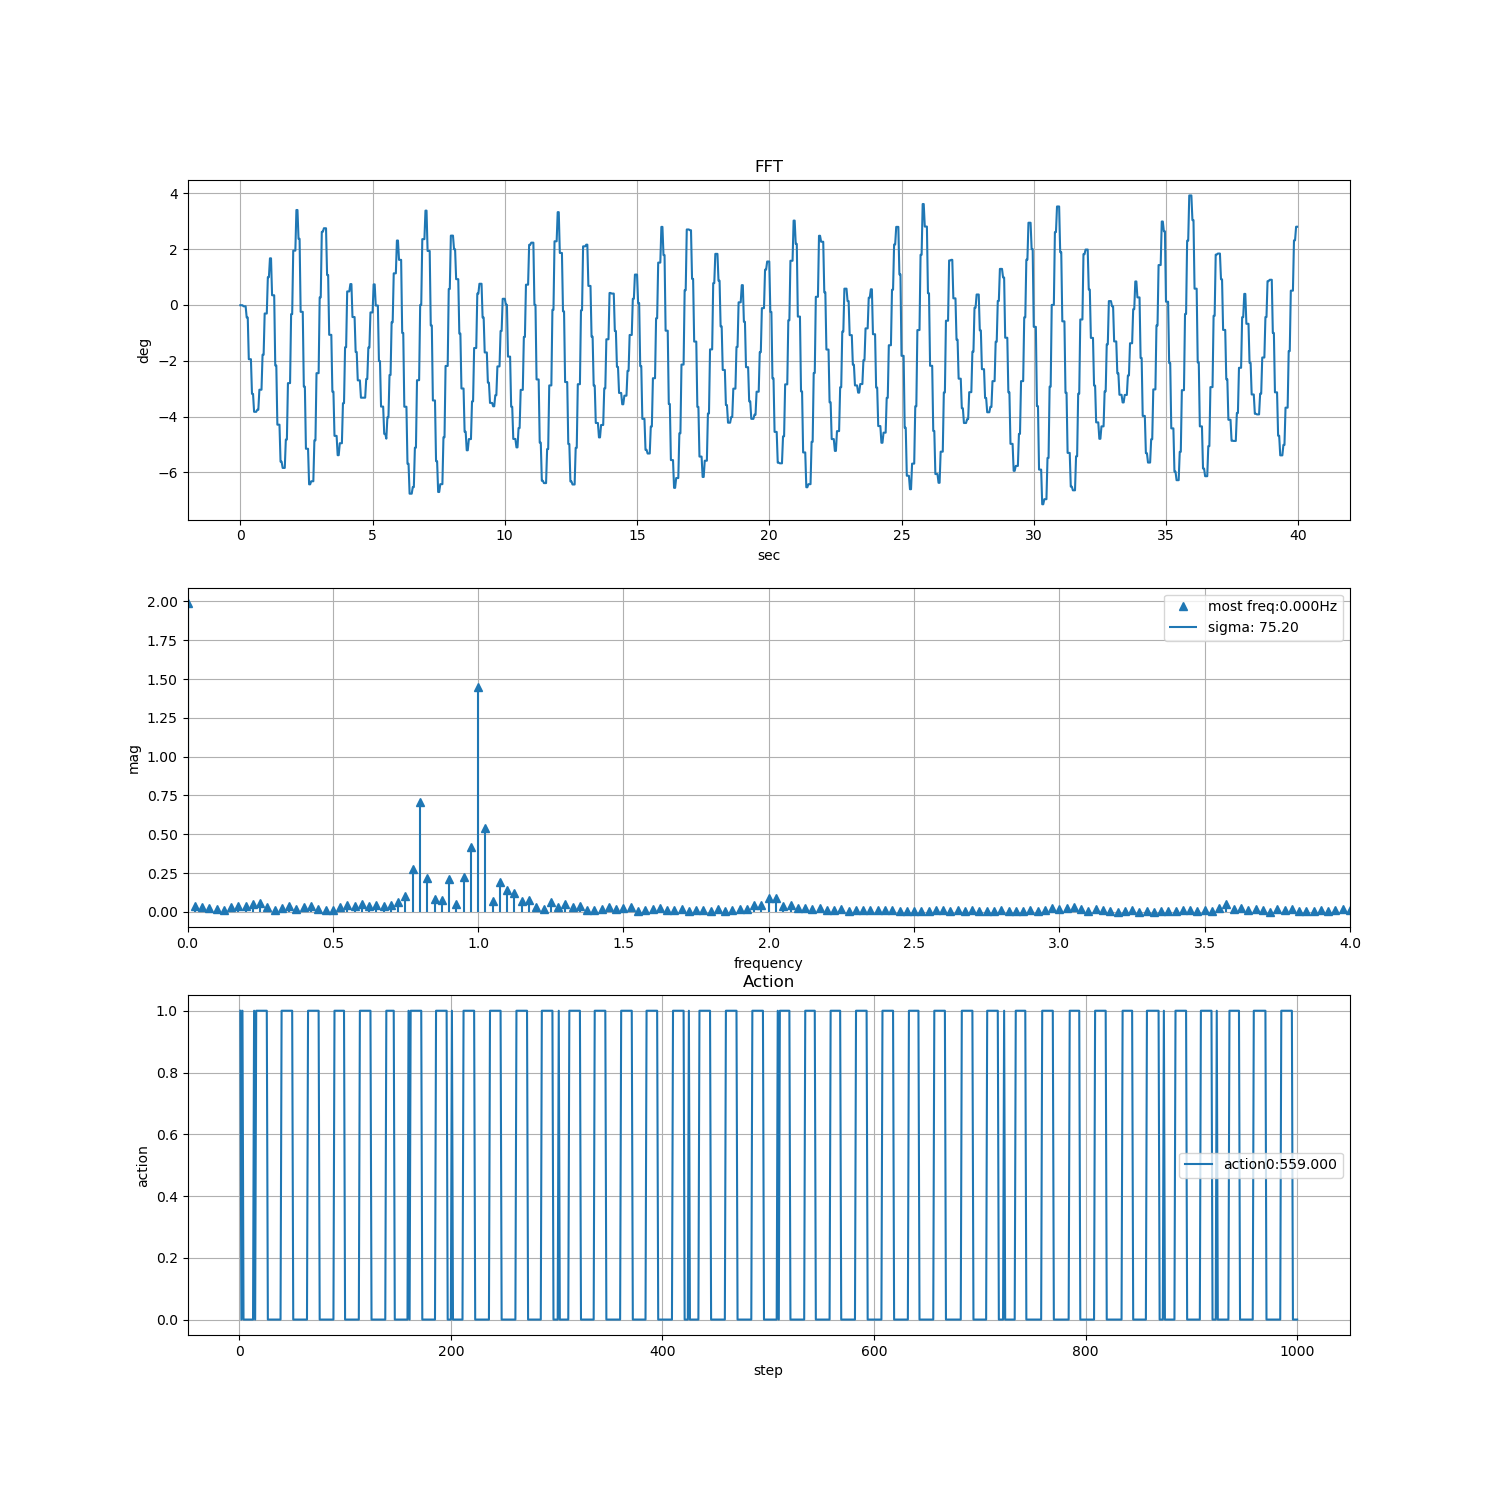 FFT
4
2
0
−2
−4
−6
deg
0 5 10 15 20 25 30 35 40
sec
2.00
1.75
1.50
1.25
1.00
0.75
0.50
0.25
0.00
mag
most freq:0.000Hz
sigma: 75.20
0.0 0.5 1.0 1.5 2.0 2.5 3.0 3.5 4.0
frequency
Action
1.0
0.8
0.6
0.4
0.2
0.0
action
action0:559.000
0 200 400 600 800 1000
step